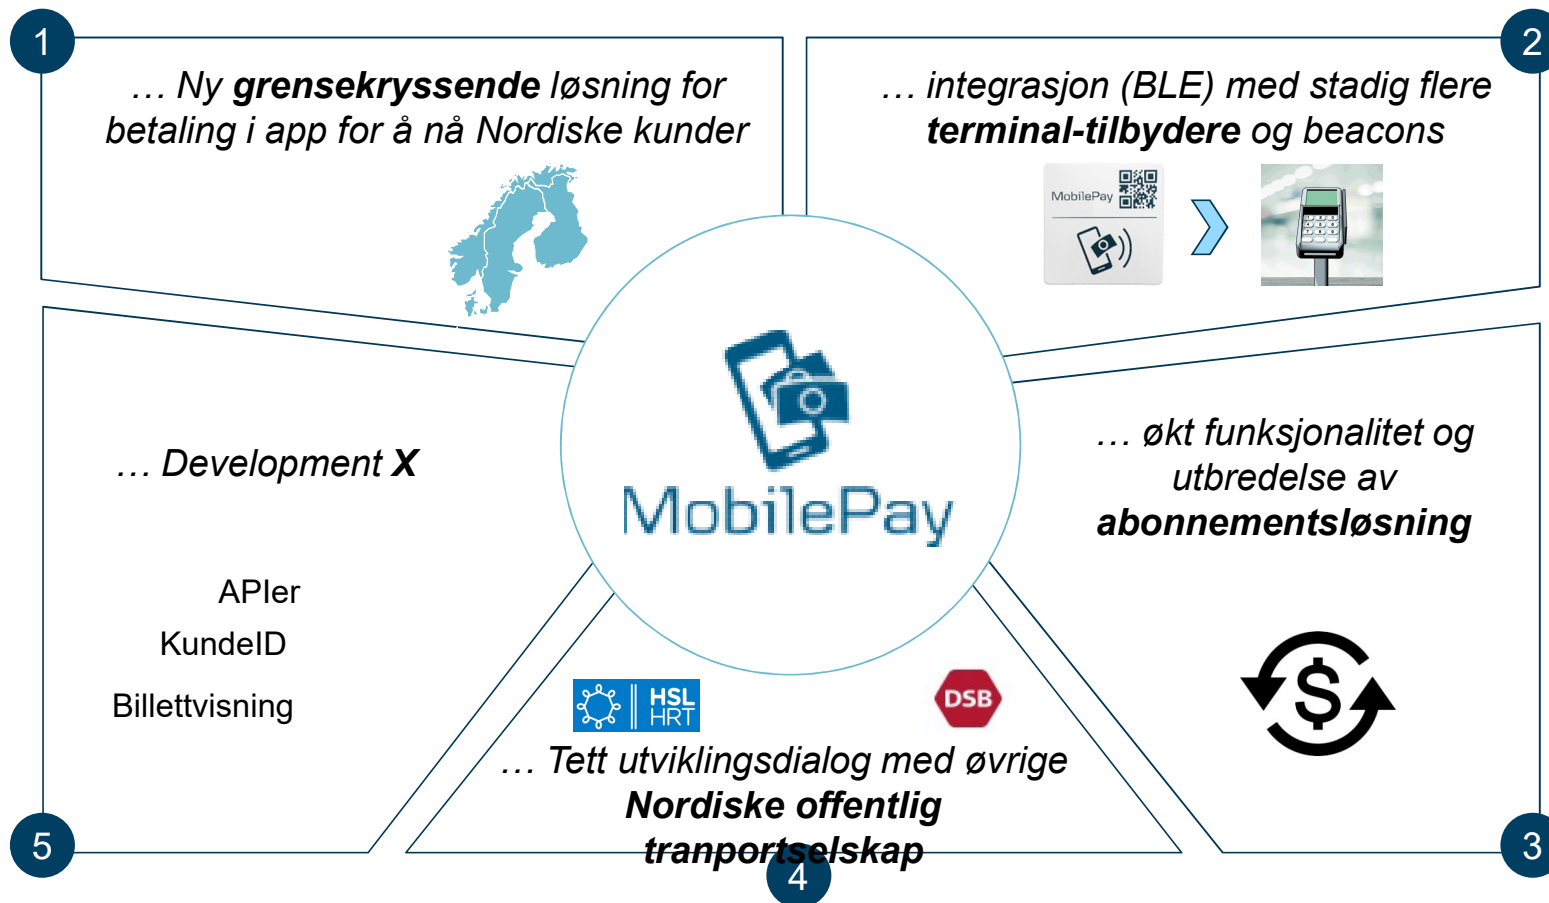 1
… Ny grensekryssende løsning for
betaling i app for å nå Nordiske kunder
2
… integrasjon (BLE) med stadig flere
terminal-tilbydere og beacons
MobilePay
MobilePay
… økt funksjonalitet og
utbredelse av
abonnementsløsning
$
3
HSL
HRT
DSB
… Tett utviklingsdialog med øvrige
Nordiske offentlig
tranportselskap
4
… Development X
APIer
KundeID
Billettvisning
5